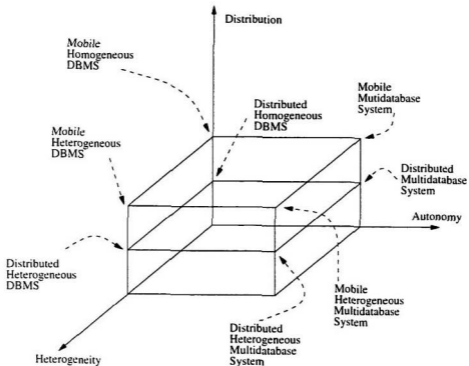 Distribution
Mobile
Homogeneous
DBMS
Distributed
Homogeneous
DBMS
Mobile
Mutidatabase
System
Mobile
Heterogeneous
DBMS
Distributed
Multidatabase
System
Autonomy
Distributed
Heterogeneous
DBMS
Mobile
Heterogeneous
Multidatabase
System
Distributed
Heterogeneous
Multidatabase
System
Heterogeneity